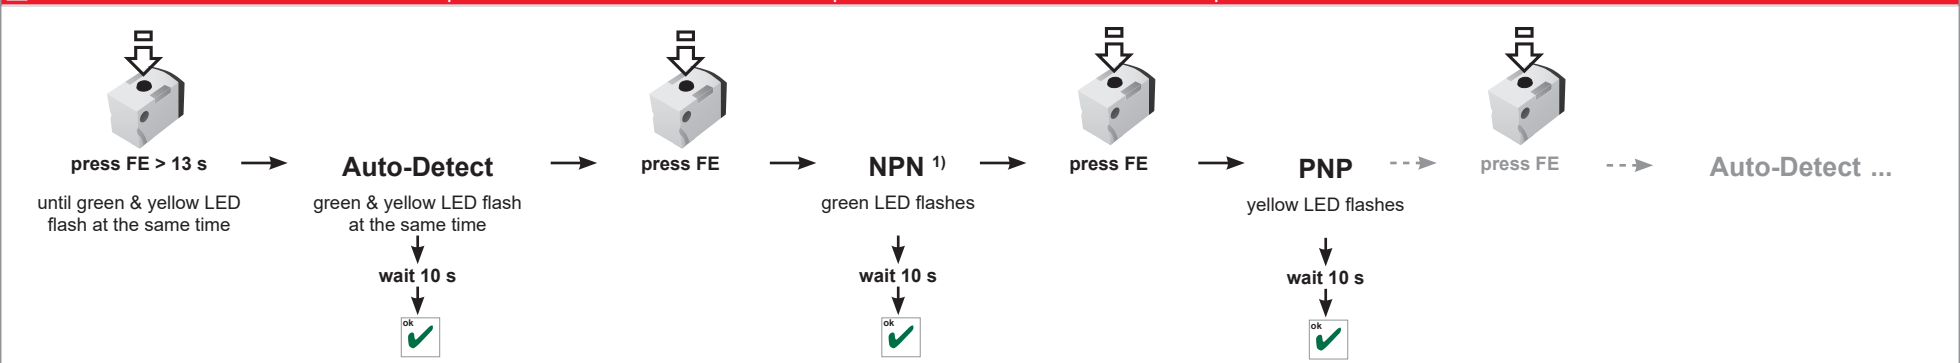 press FE > 13 s
until green & yellow LED
flash at the same time
Auto-Detect
green & yellow LED flash
at the same time
wait 10 s
ok
press FE
NPN 1)
green LED flashes
wait 10 s
ok
press FE
PNP
yellow LED flashes
wait 10 s
ok
press FE
Auto-Detect ...